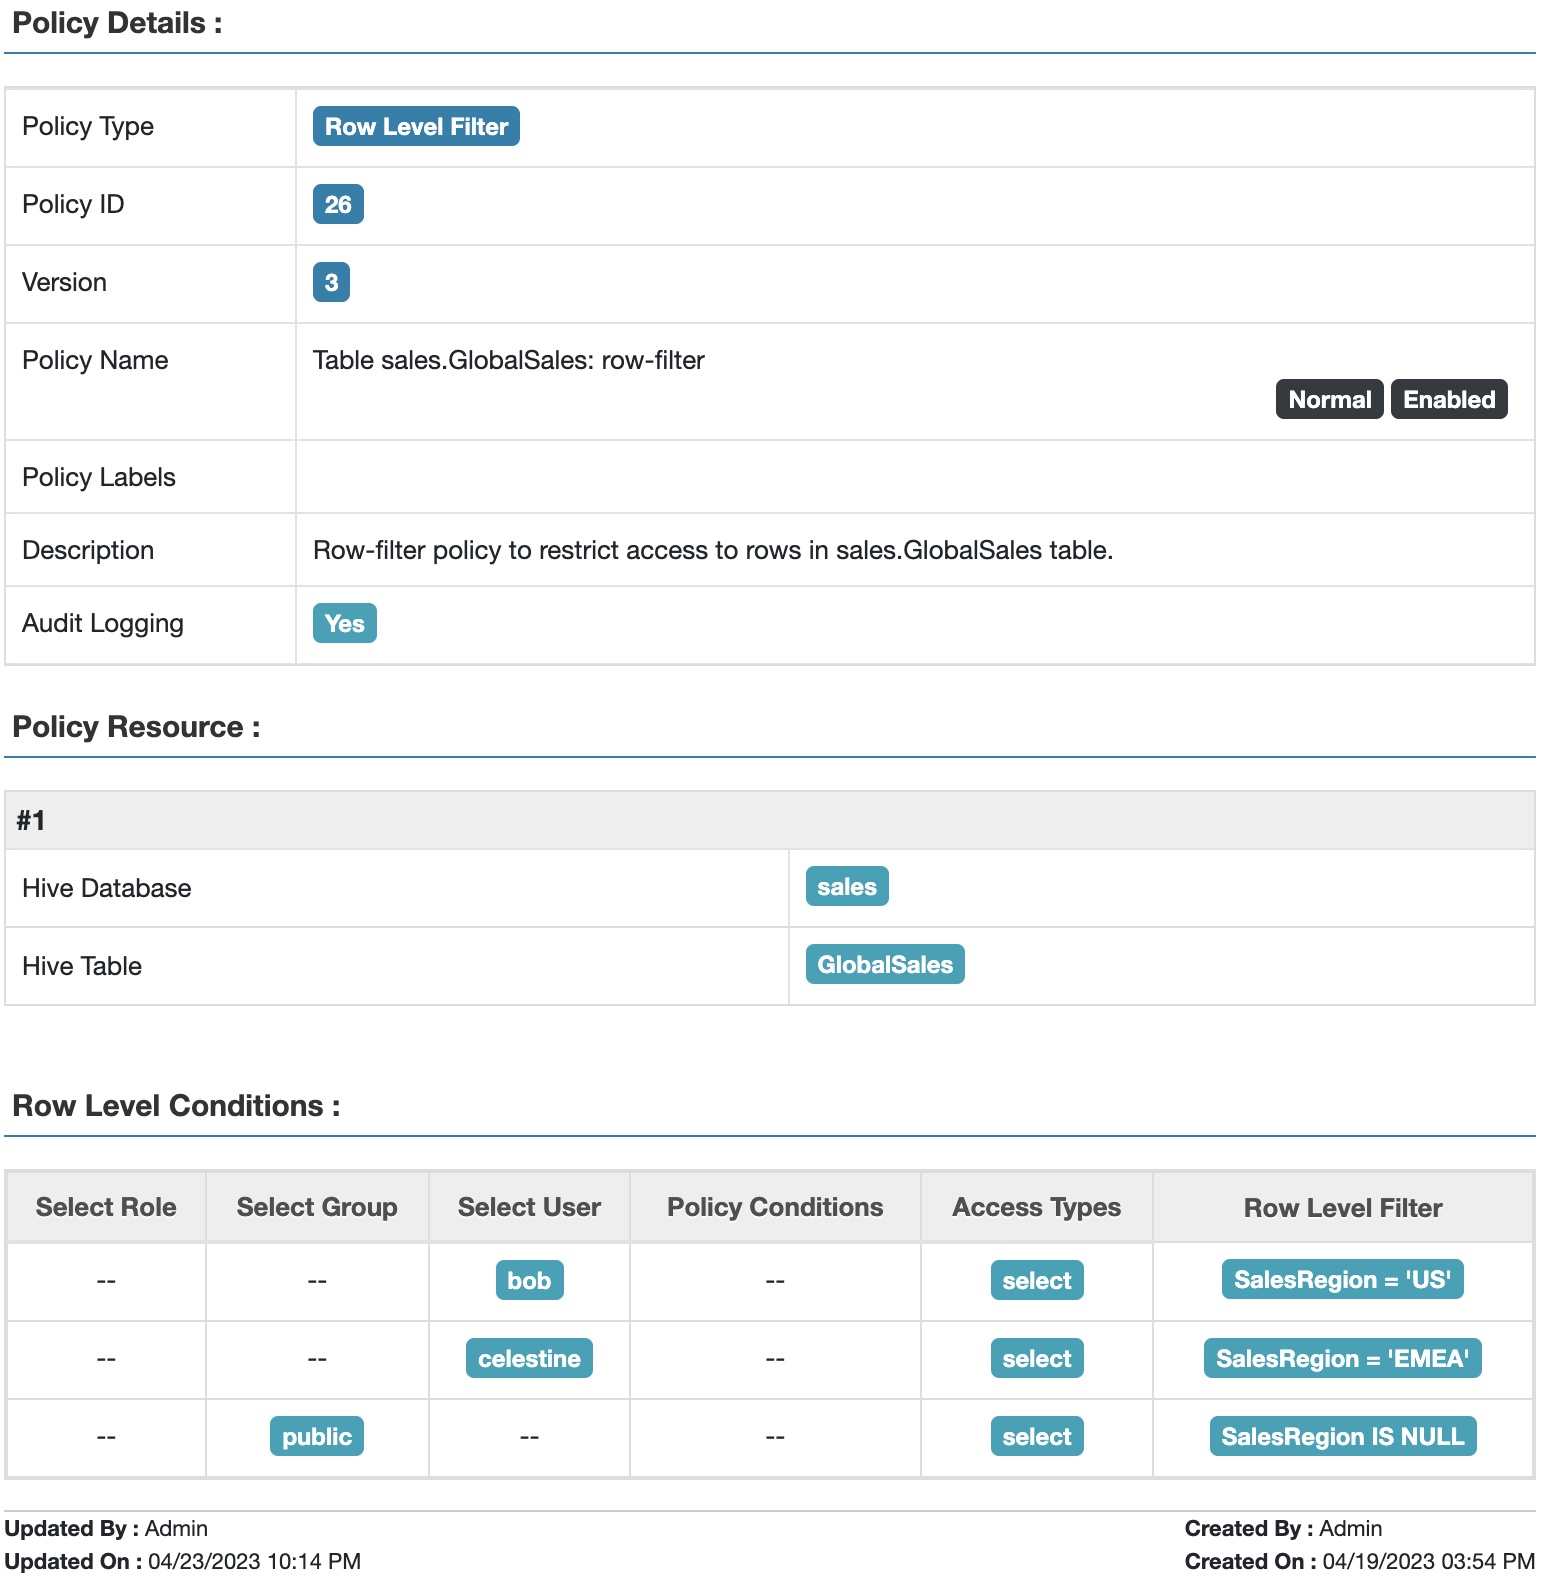 Policy Details :
Policy Type Row Level Filter
Policy ID 26
Version 3
Policy Name Table sales.GlobalSales: row-filter
Normal Enabled
Policy Labels
Description Row-filter policy to restrict access to rows in sales.GlobalSales table.
Audit Logging Yes
Policy Resource :
#1
Hive Database sales
Hive Table GlobalSales
Row Level Conditions :
Select Role Select Group Select User Policy Conditions Access Types Row Level Filter
-- -- bob -- select SalesRegion = 'US'
-- -- celestine -- select SalesRegion = 'EMEA'
-- public -- -- select SalesRegion IS NULL
Updated By : Admin Created By : Admin
Updated On : 04/23/2023 10:14 PM Created On : 04/19/2023 03:54 PM